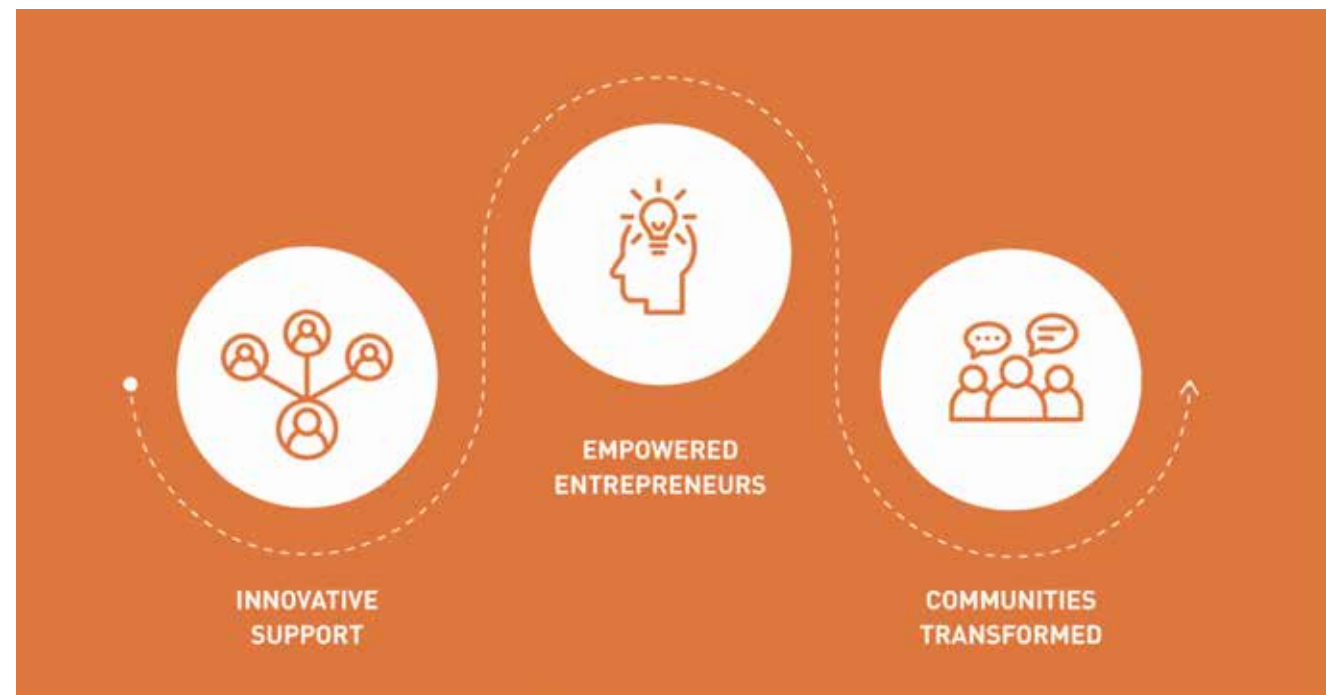 INNOVATIVE
SUPPORT
EMPOWERED
ENTREPRENEURS
COMMUNITIES
TRANSFORMED